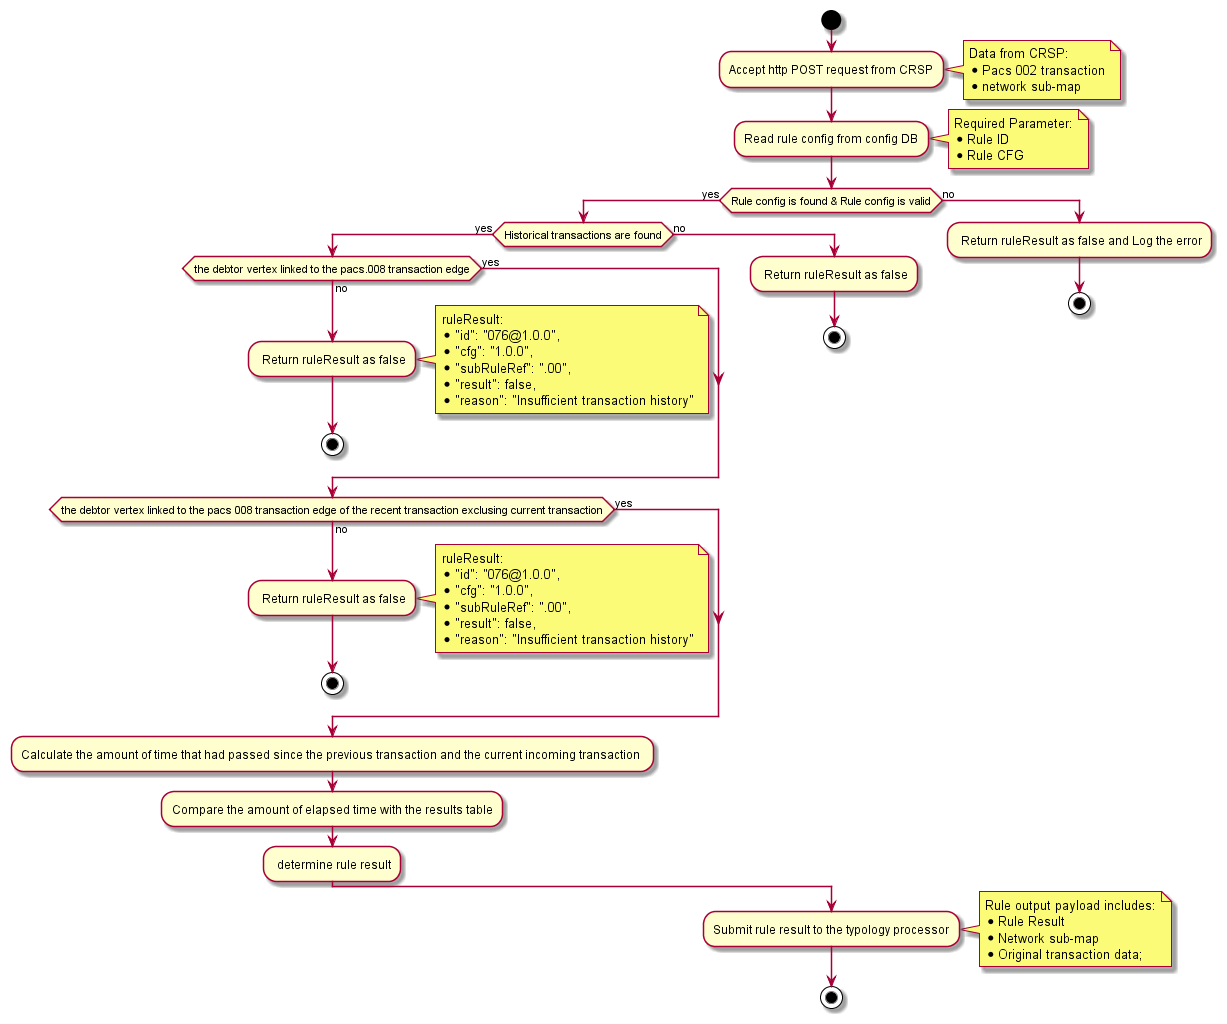 Accept http POST request from CRSP
Data from CRSP:
• Pacs 002 transaction
• network sub-map
Read rule config from config DB
Required Parameter:
• Rule ID
• Rule CFG
yes
Rule config is found & Rule config is valid
no
yes
Historical transactions are found
no
Return ruleResult as false and Log the error
the debtor vertex linked to the pacs.008 transaction edge
yes
no
Return ruleResult as false
ruleResult:
• "id": "076@1.0.0",
• "cfg": "1.0.0",
• "subRuleRef": ".00",
• "result": false,
• "reason": "Insufficient transaction history"
Return ruleResult as false
the debtor vertex linked to the pacs 008 transaction edge of the recent transaction exclusing current transaction
yes
no
ruleResult:
• "id": "076@1.0.0",
• "cfg": "1.0.0",
• "subRuleRef": ".00",
• "result": false,
• "reason": "Insufficient transaction history"
Return ruleResult as false
Calculate the amount of time that had passed since the previous transaction and the current incoming transaction
Compare the amount of elapsed time with the results table
determine rule result
Submit rule result to the typology processor
Rule output payload includes:
• Rule Result
• Network sub-map
• Original transaction data;